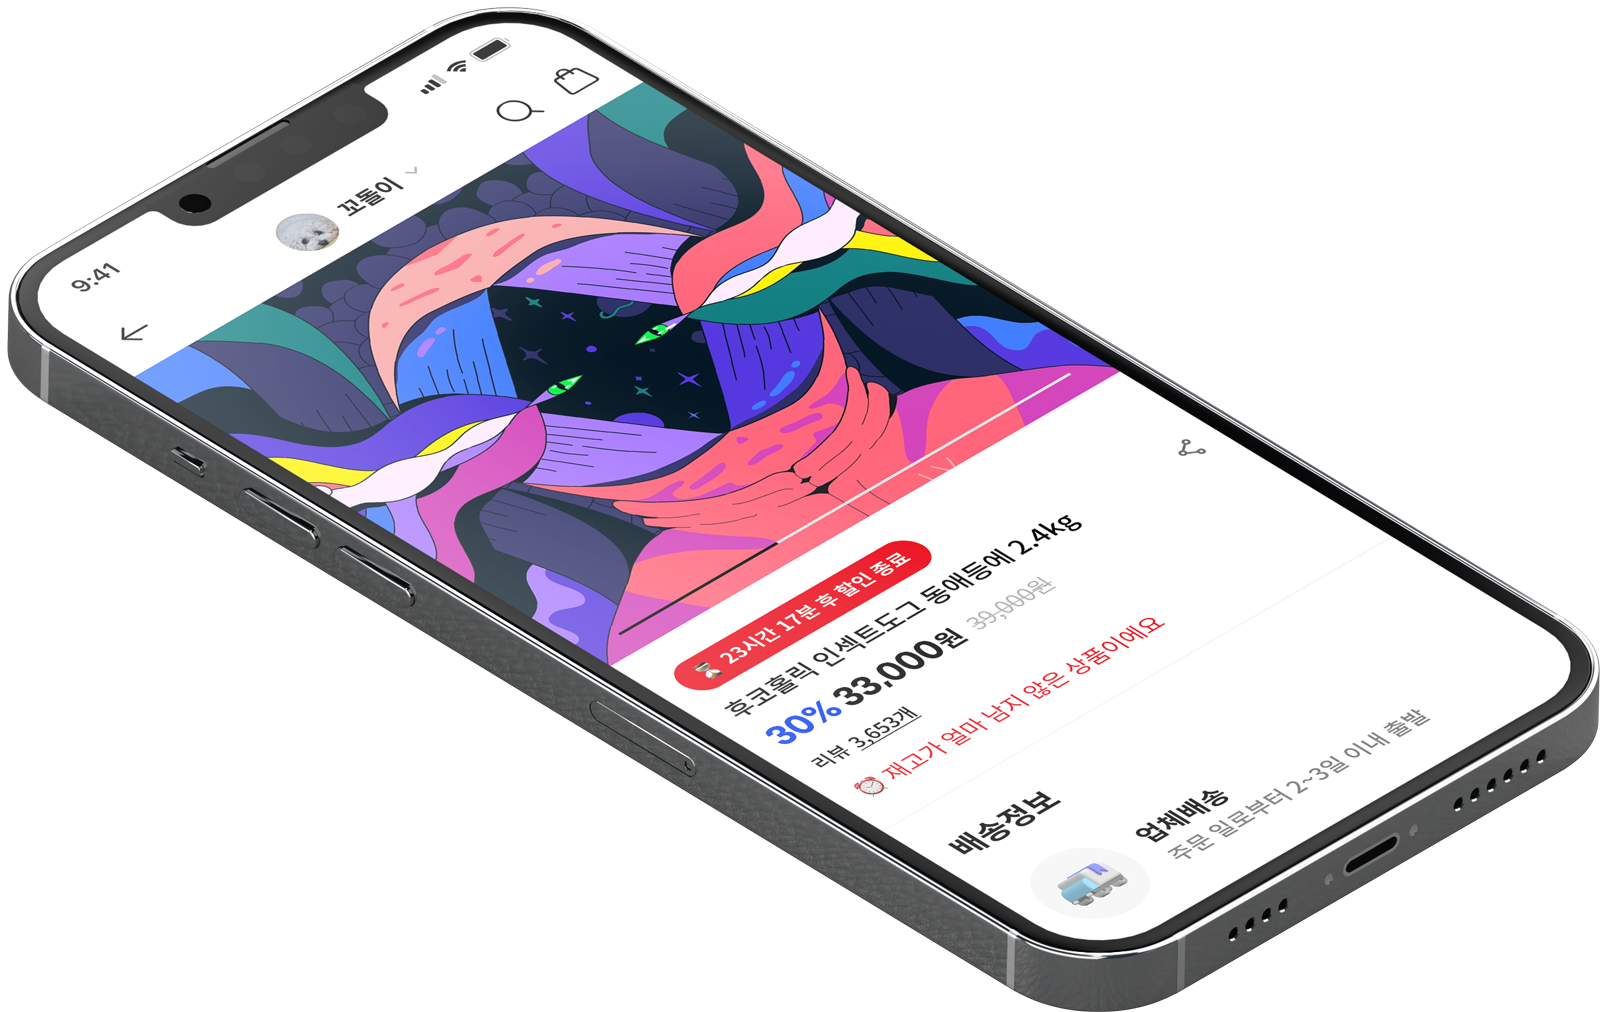 9:41
꼬돌이
23시간 17분 후 할인 종료
후코홀릭 인섹트도그 동애등에 2.4kg
30% 33,000원 39,000원
리뷰 3,653개
재고가 얼마 남지 않은 상품이에요
배송정보
업체배송
주문 일로부터 2~3일 이내 출발